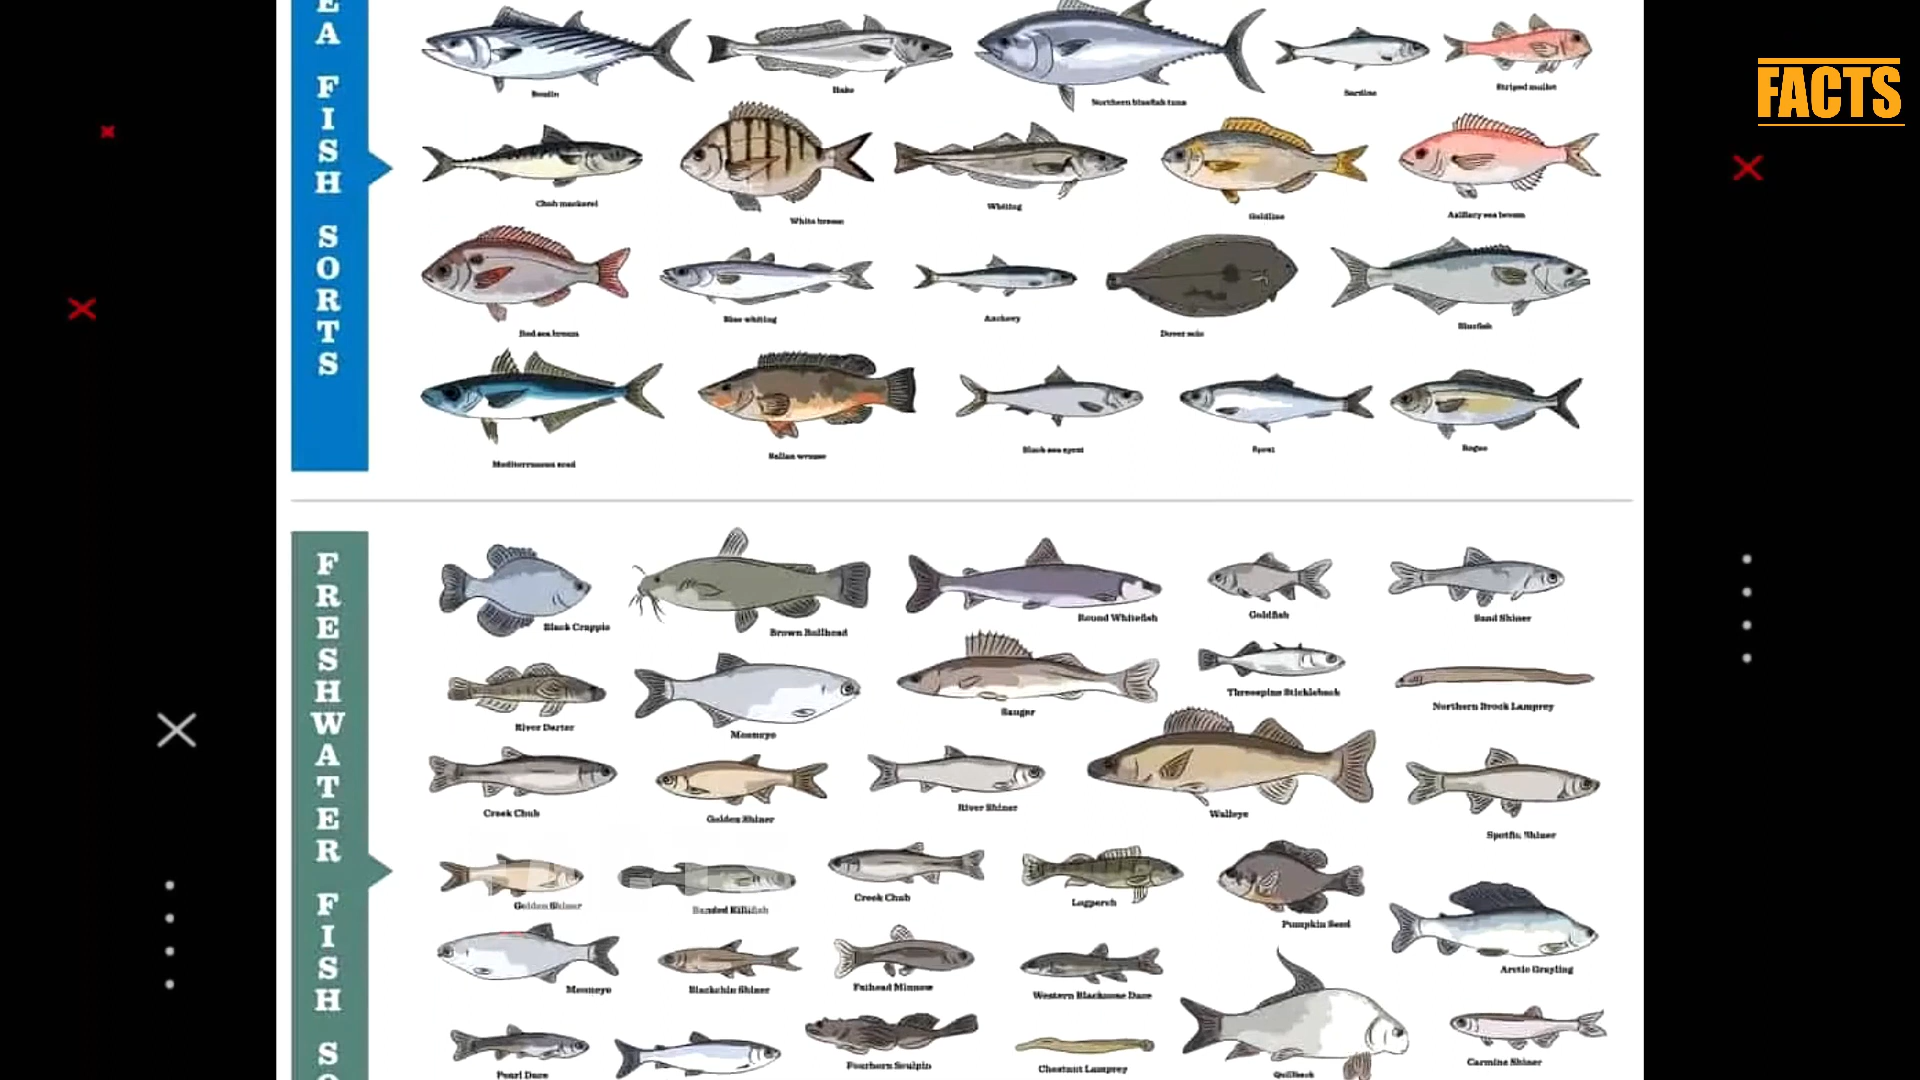 FACTS
EA FISH SORTS
Bonito
Hake
Northern bluefish tuna
Sardine
Striped mullet
Chub mackerel
White bream
Whiting
Goldline
Axillary sea bream
Red sea bream
Blue whiting
Anchovy
Dover sole
Bluefish
Mediterranean scad
Ballan wrasse
Black sea sprat
Sprat
Bogue
FRESHWATER FISH SO
Black Crappie
Brown Bullhead
Round Whitefish
Goldfish
Sand Shiner
River Darter
Mooneye
Sauger
Threespine Stickleback
Northern Brook Lamprey
Creek Chub
Golden Shiner
River Shiner
Walleye
Shiner
Golden Shiner
Banded Killifish
Creek Chub
Logperch
Pumpkin Seed
Arctic Grayling
Mooneye
Blackchin Shiner
Fathead Minnow
Western Blacknose Dace
Pearl Dace
Fourhorn Sculpin
Chestnut Lamprey
Quillback
Carmine Shiner